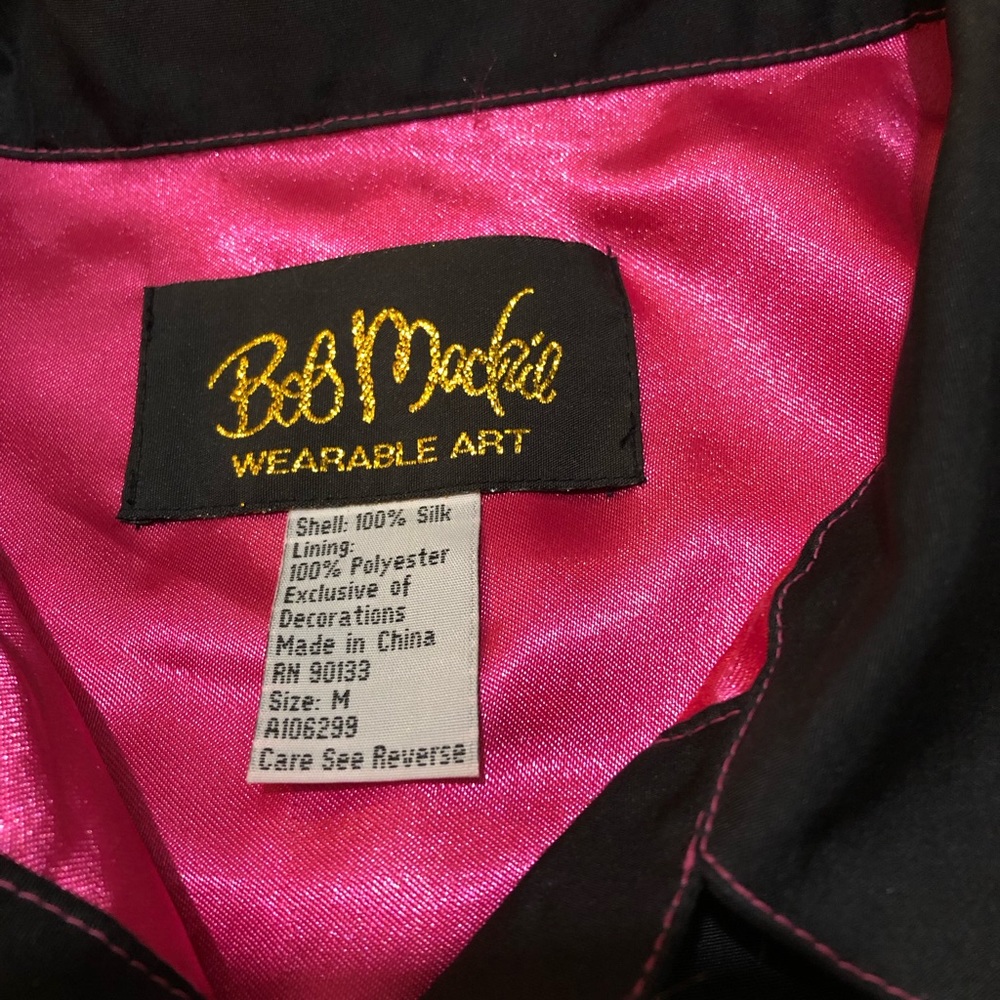 Bob Mackie
WEARABLE ART
Shell: 100% Silk
Lining:
100% Polyester
Exclusive of
Decorations
Made in China
RN 90133
Size: M
A106299
Care See Reverse